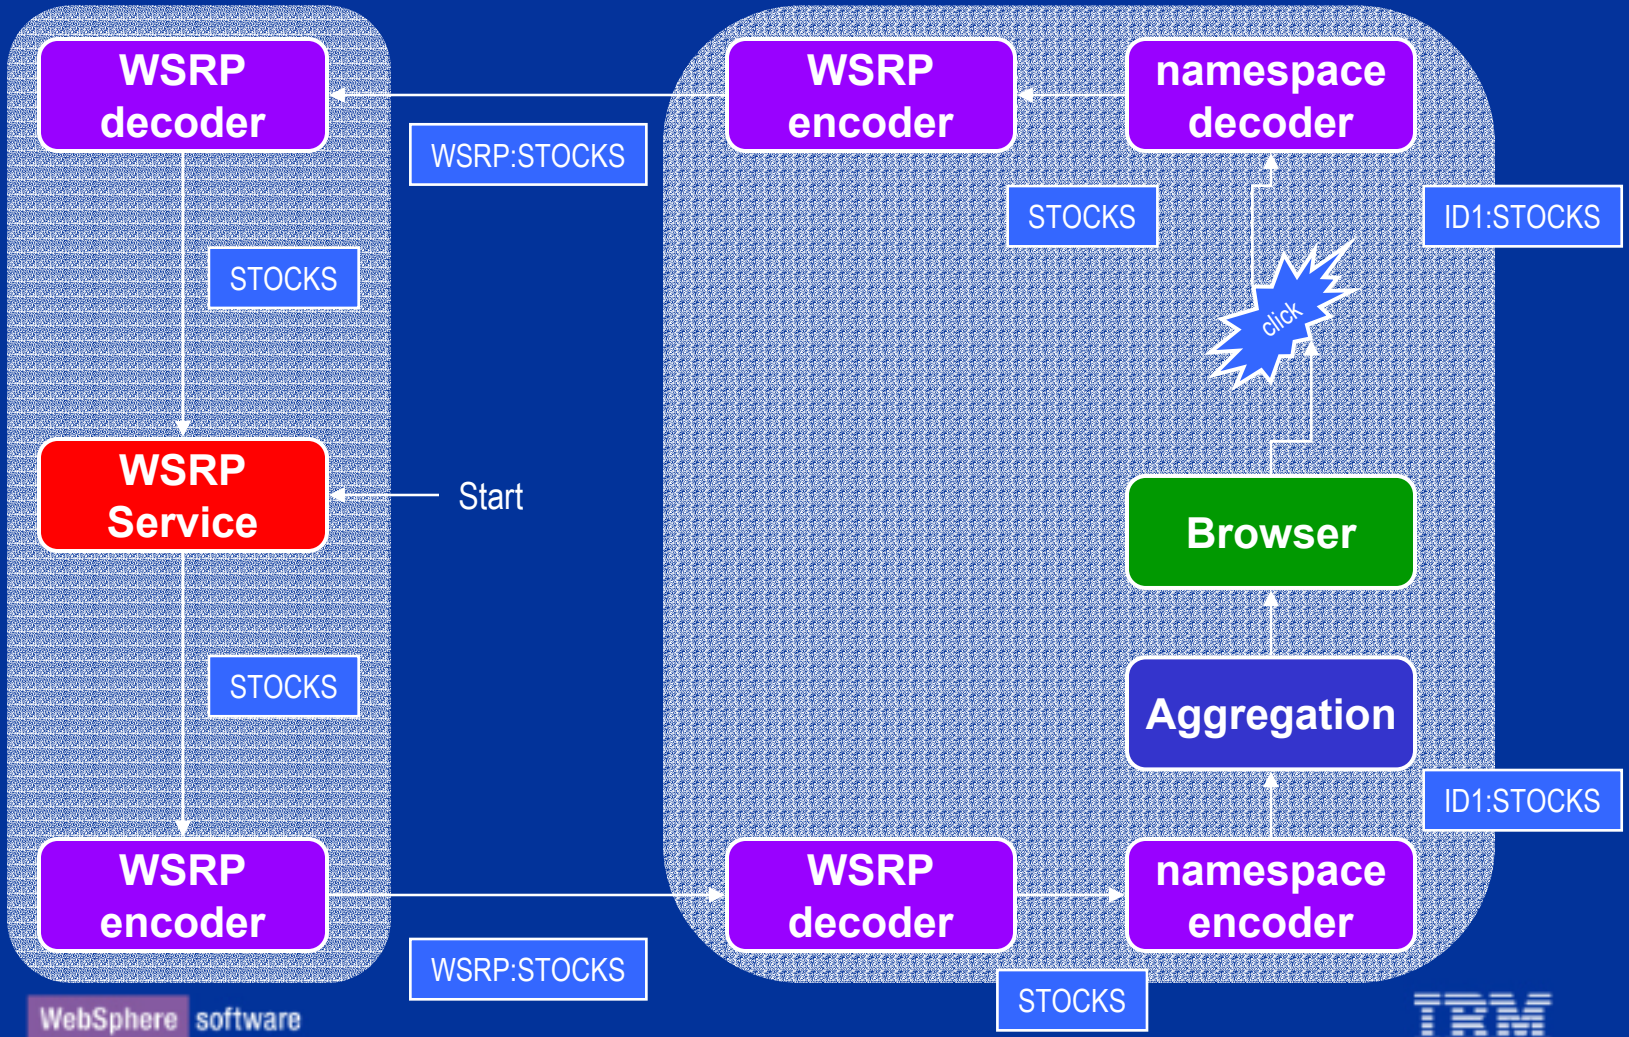 WSRP
decoder
WSRP
encoder
namespace
decoder
WSRP:STOCKS
STOCKS
ID1:STOCKS
STOCKS
click
WSRP
Service
Start
Browser
STOCKS
Aggregation
ID1:STOCKS
WSRP
encoder
WSRP
decoder
namespace
encoder
WSRP:STOCKS
STOCKS
WebSphere software
IBM